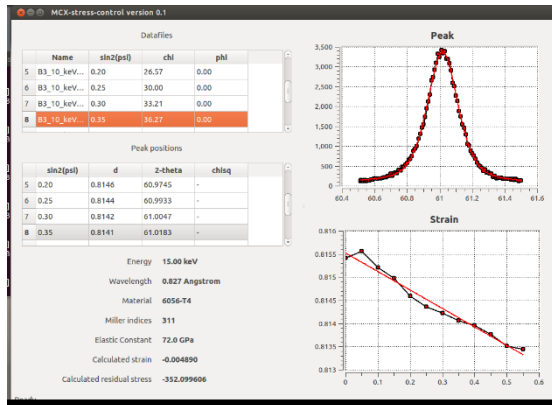 MCX-stress-control version 0.1
Datafiles
Name sin2(psi) chi phi
5 B3_10_keV... 0.20 26.57 0.00
6 B3_10_keV... 0.25 30.00 0.00
7 B3_10_keV... 0.30 33.21 0.00
8 B3_10_keV... 0.35 36.27 0.00
Peak positions
sin2(psi) d 2-theta chisq
5 0.20 0.8146 60.9745 -
6 0.25 0.8144 60.9933 -
7 0.30 0.8142 61.0047 -
8 0.35 0.8141 61.0183 -
Energy 15.00 keV
Wavelength 0.827 Angstrom
Material 6056-T4
Miller indices 311
Elastic Constant 72.0 GPa
Calculated strain -0.004890
Calculated residual stress -352.099606
Peak
3,500
3,000
2,500
2,000
1,500
1,000
500
0
60.4 60.6 60.8 61 61.2 61.4 61.6
Strain
0.816
0.8155
0.815
0.8145
0.814
0.8135
0.813
0 0.1 0.2 0.3 0.4 0.5 0.6